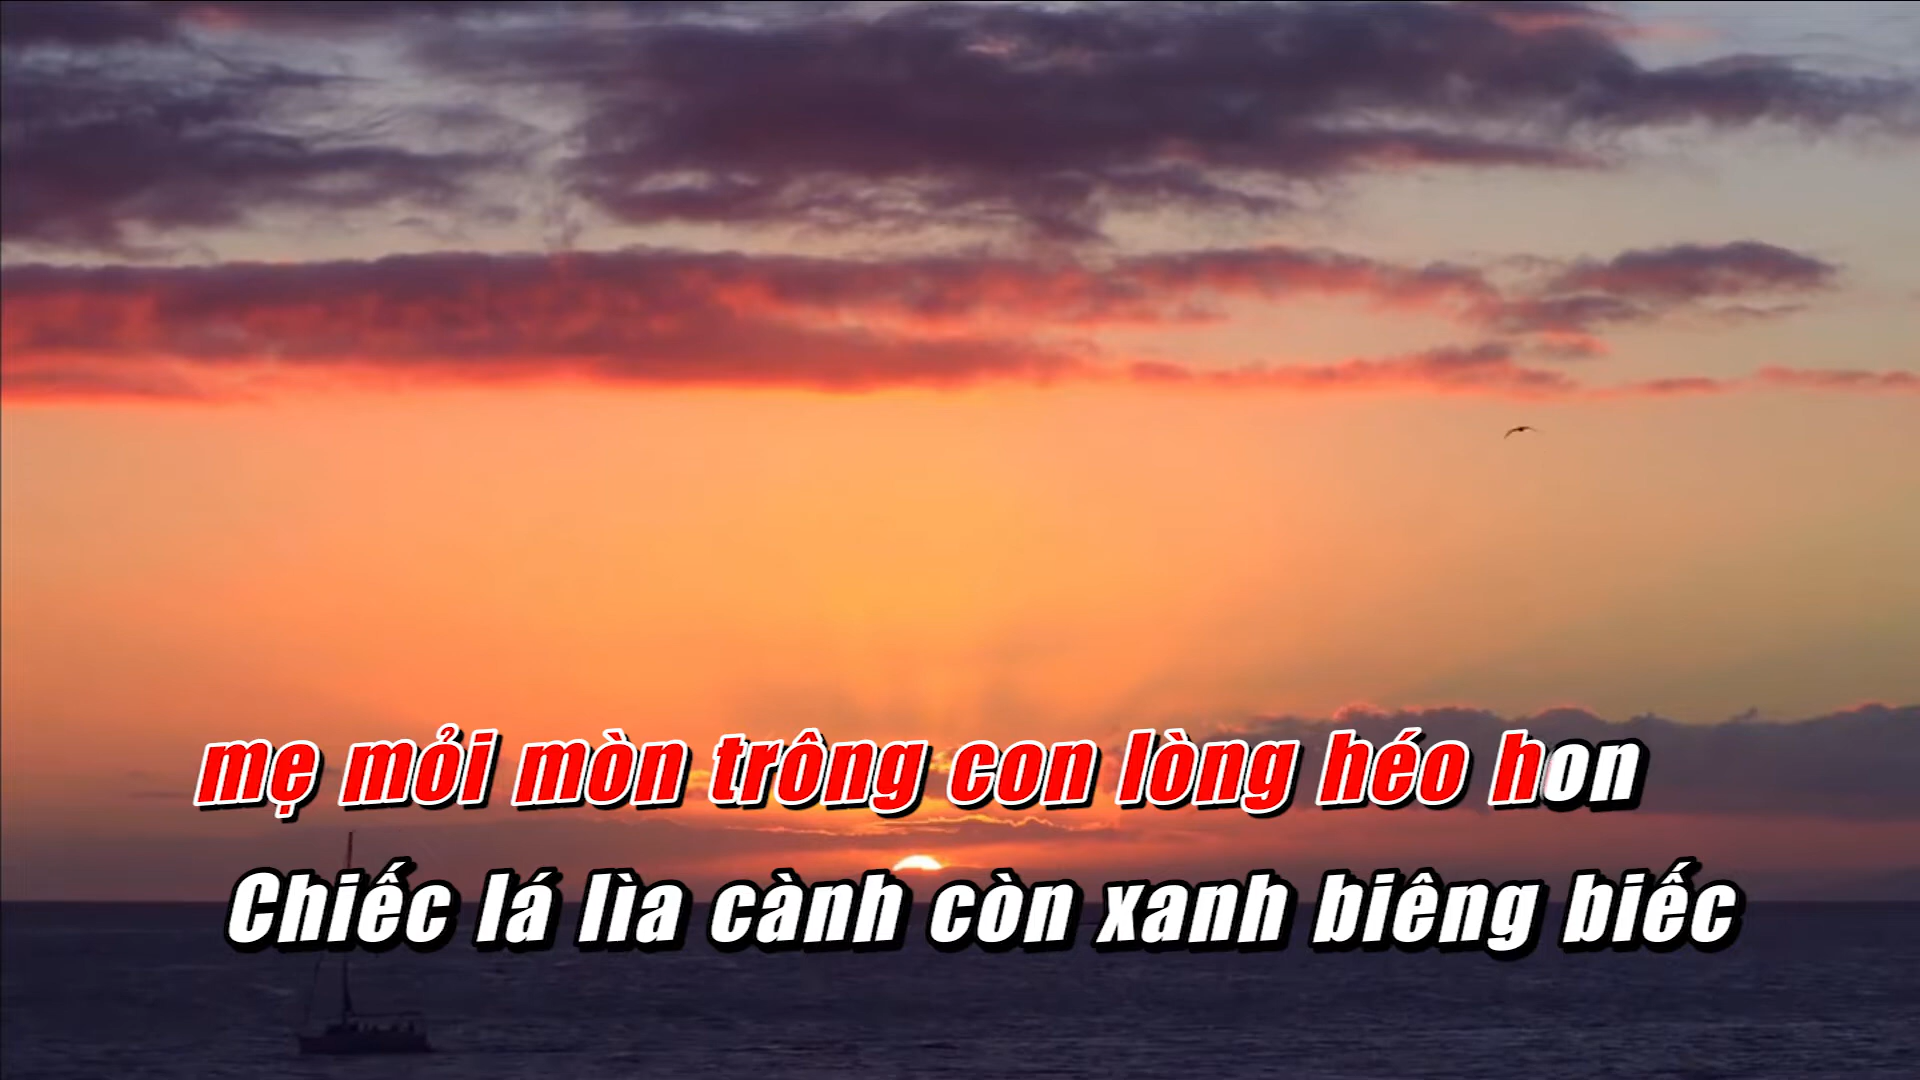 mẹ mỏi mòn trông con lòng héo hon
Chiếc lá lìa cành còn xanh biêng biếc